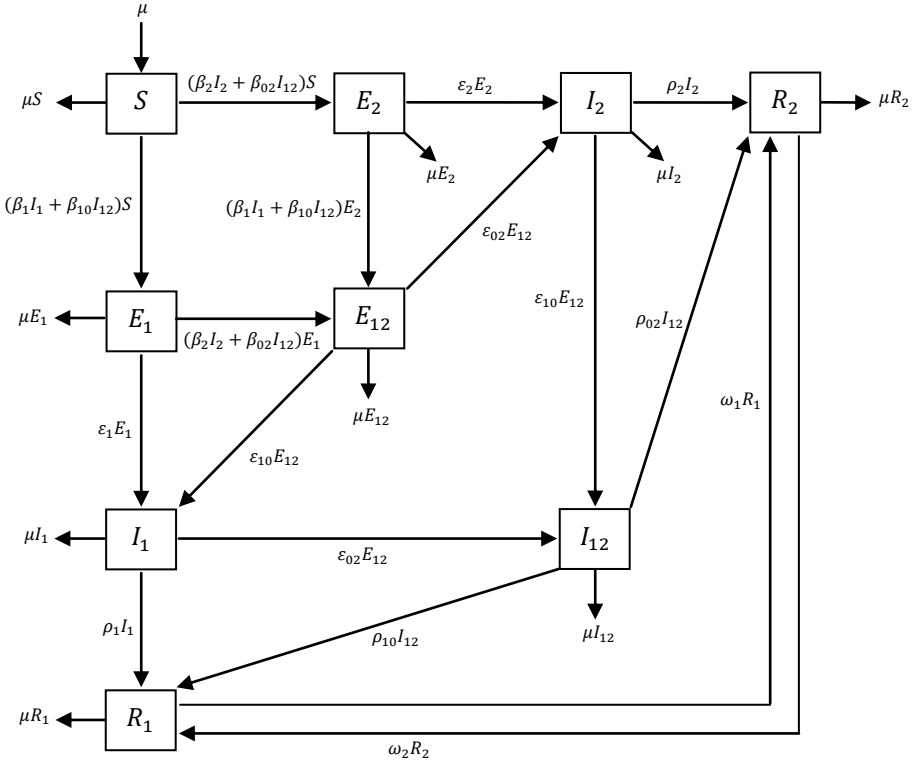 μ
(β₂I₂ + β₀₂I₁₂)S
ε₂E₂
ρ₂I₂
μS
S
E₂
I₂
R₂
μR₂
μE₂
μI₂
(β₁I₁ + β₁₀I₁₂)S
(β₁I₁ + β₁₀I₁₂)E₂
ε₀₂E₁₂
ε₁₀E₁₂
ρ₀₂I₁₂
μE₁
E₁
E₁₂
(β₂I₂ + β₀₂I₁₂)E₁
μE₁₂
ω₁R₁
ε₁E₁
ε₁₀E₁₂
μI₁
I₁
I₁₂
ε₀₂E₁₂
ρ₁I₁
ρ₁₀I₁₂
μI₁₂
μR₁
R₁
ω₂R₂